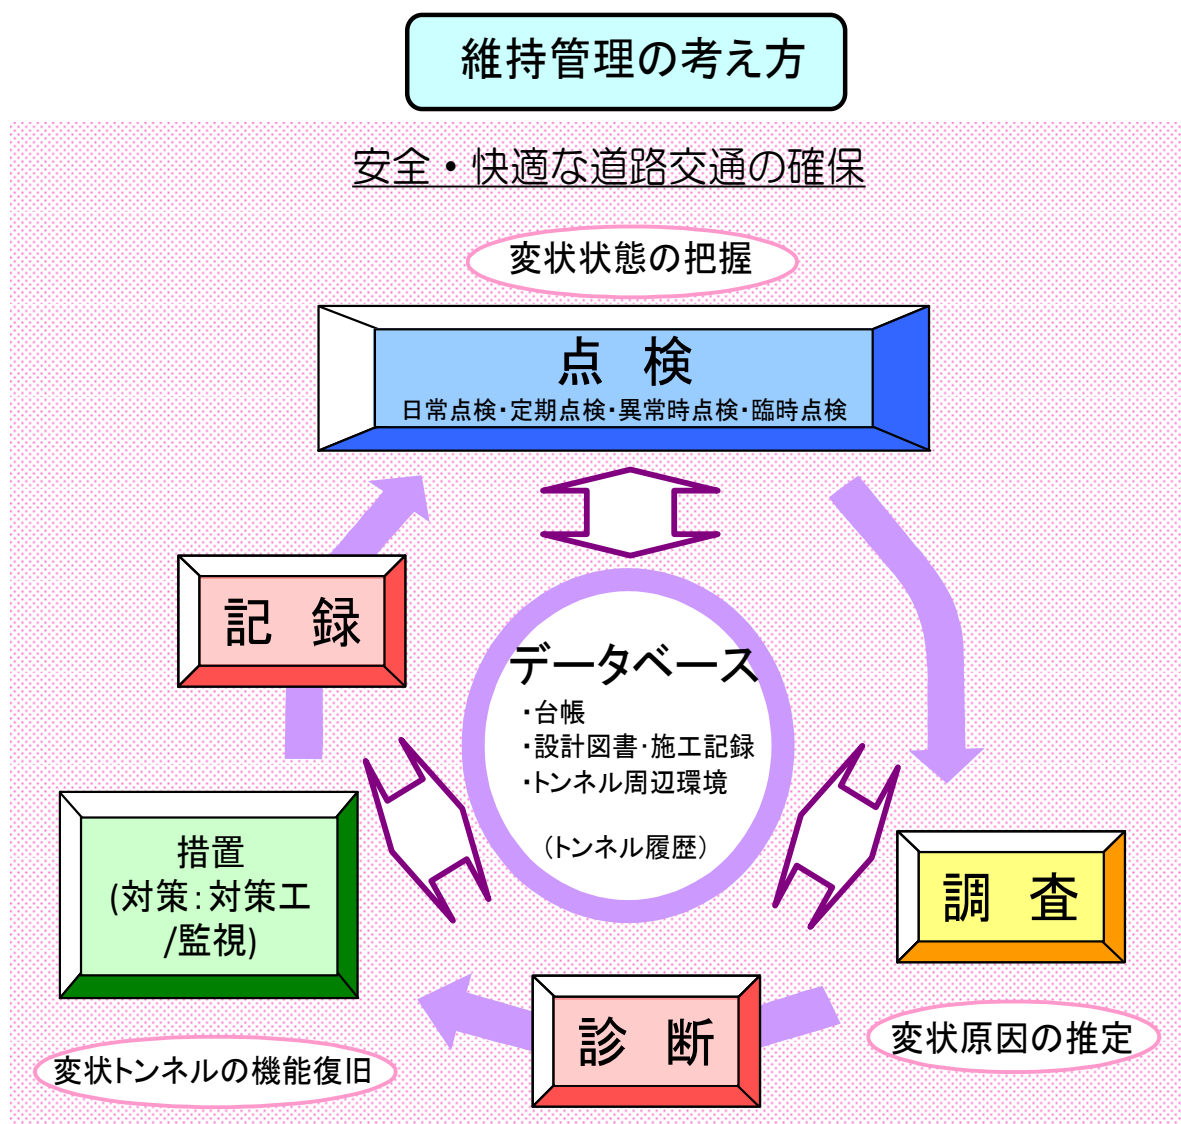 維持管理の考え方
安全・快適な道路交通の確保
変状状態の把握
点　検
日常点検・定期点検・異常時点検・臨時点検
記　録
データベース
・台帳
・設計図書・施工記録
・トンネル周辺環境
（トンネル履歴）
措置
(対策：対策工
/監視)
調　査
診　断
変状原因の推定
変状トンネルの機能復旧